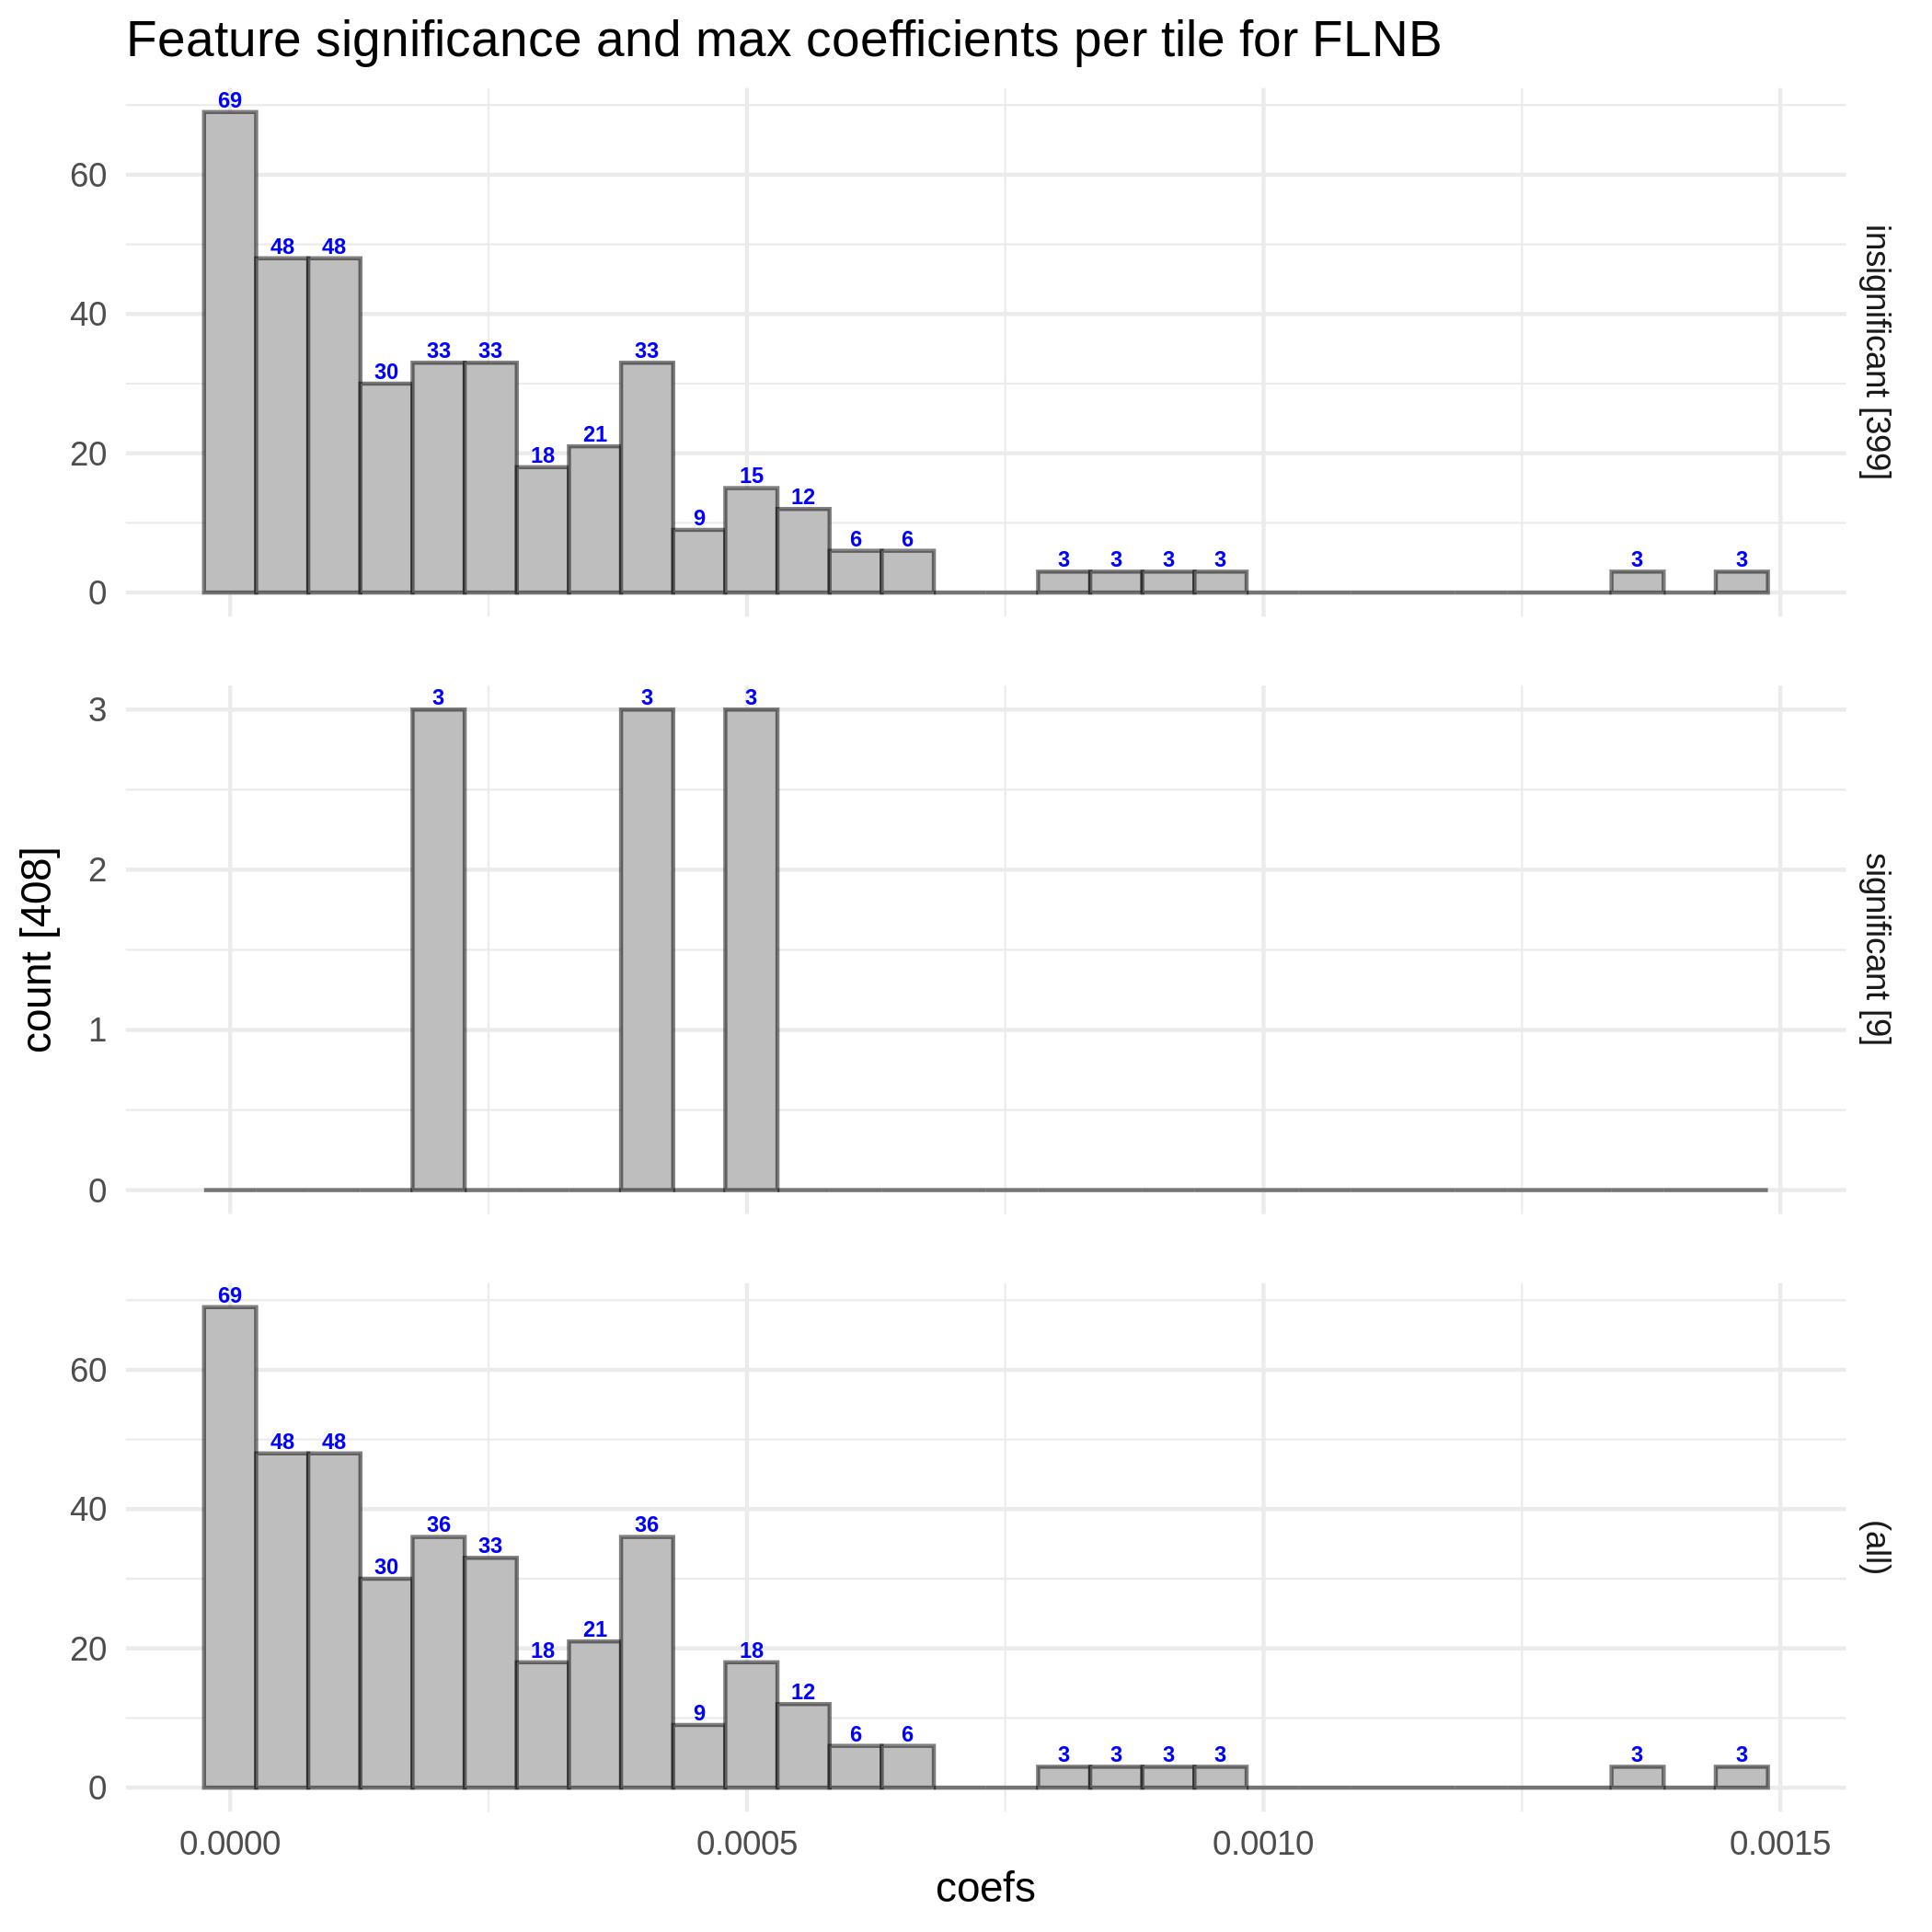 Feature significance and max coefficients per tile for FLNB
69
60
48 48
40
33 33 33
30
21
20
18
15
12
9
6 6
3 3 3 3 3 3
0
insignificant [399]
3 3 3
3
2
1
0
significant [9]
count [408]
69
60
48 48
40
36 36
33
30
21
20
18 18
12
9
6 6
3 3 3 3 3 3
0
(all)
0.0000 0.0005 0.0010 0.0015
coefs